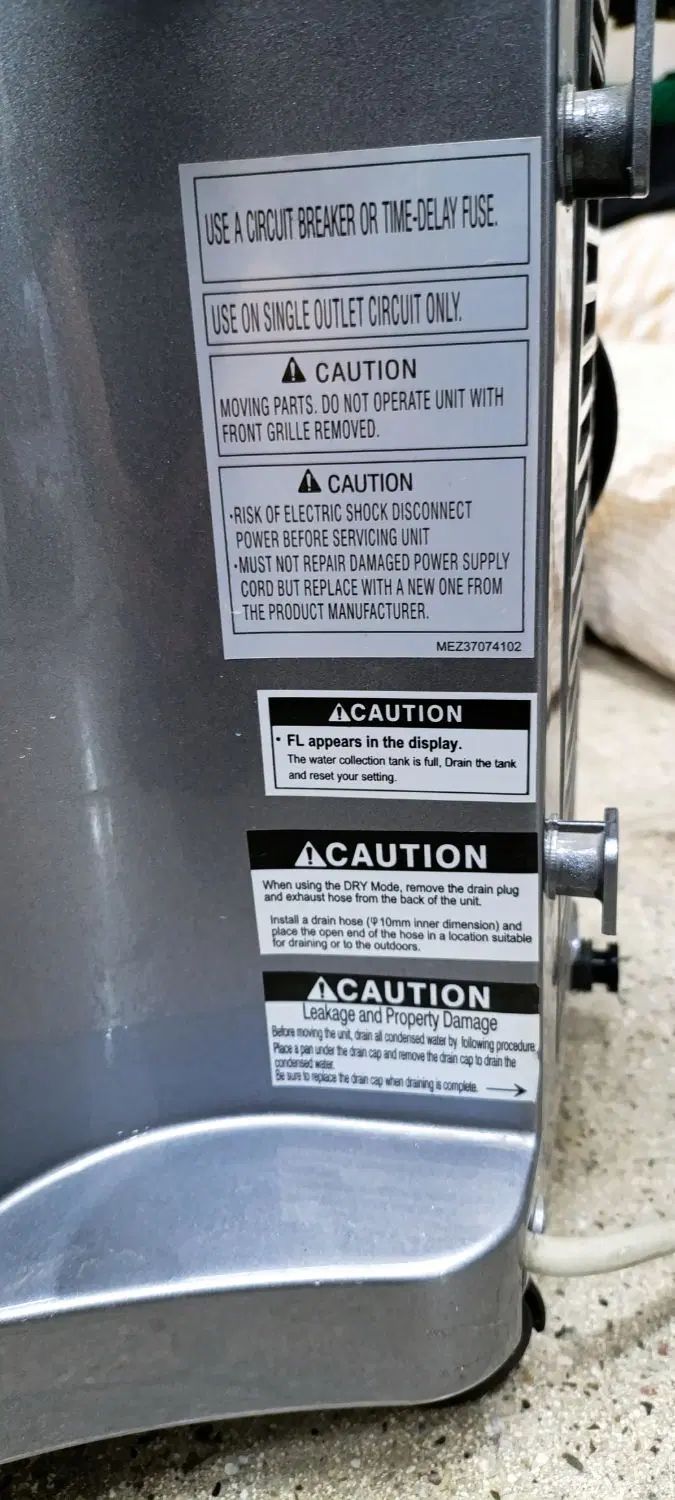 USE A CIRCUIT BREAKER OR TIME-DELAY FUSE.
USE ON SINGLE OUTLET CIRCUIT ONLY.
CAUTION
MOVING PARTS. DO NOT OPERATE UNIT WITH
FRONT GRILLE REMOVED.
CAUTION
·RISK OF ELECTRIC SHOCK DISCONNECT
POWER BEFORE SERVICING UNIT
·MUST NOT REPAIR DAMAGED POWER SUPPLY
CORD BUT REPLACE WITH A NEW ONE FROM
THE PRODUCT MANUFACTURER.
MEZ37074102
CAUTION
· FL appears in the display.
The water collection tank is full, Drain the tank
and reset your setting.
CAUTION
When using the DRY Mode, remove the drain plug
and exhaust hose from the back of the unit.
Install a drain hose (Ψ10mm inner dimension) and
place the open end of the hose in a location suitable
for draining or to the outdoors.
CAUTION
Leakage and Property Damage
Before moving the unit, drain all condensed water by following procedure.
Place a pan under the drain cap and remove the drain cap to drain the
condensed water.
Be sure to replace the drain cap when draining is complete.